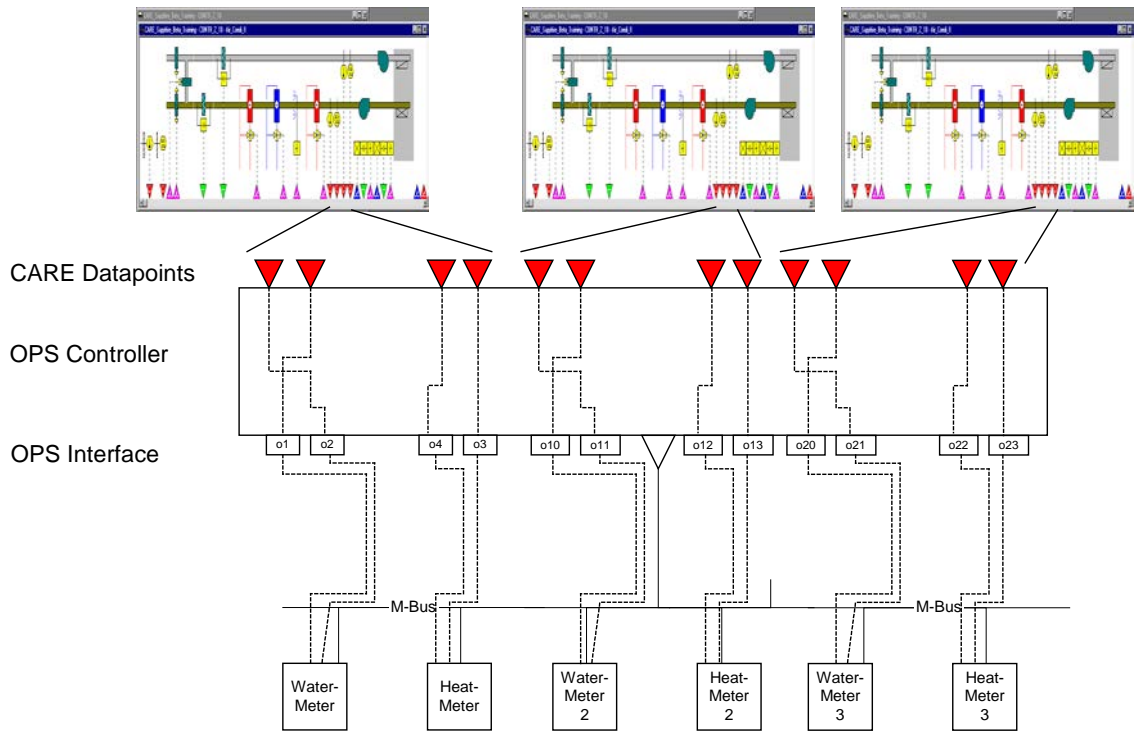 CARE Datapoints
OPS Controller
o1 o2 o4 o3 o10 o11 o12 o13 o20 o21 o22 o23
OPS Interface
M-Bus M-Bus
Water-
Meter
Heat-
Meter
Water-
Meter
2
Heat-
Meter
2
Water-
Meter
3
Heat-
Meter
3